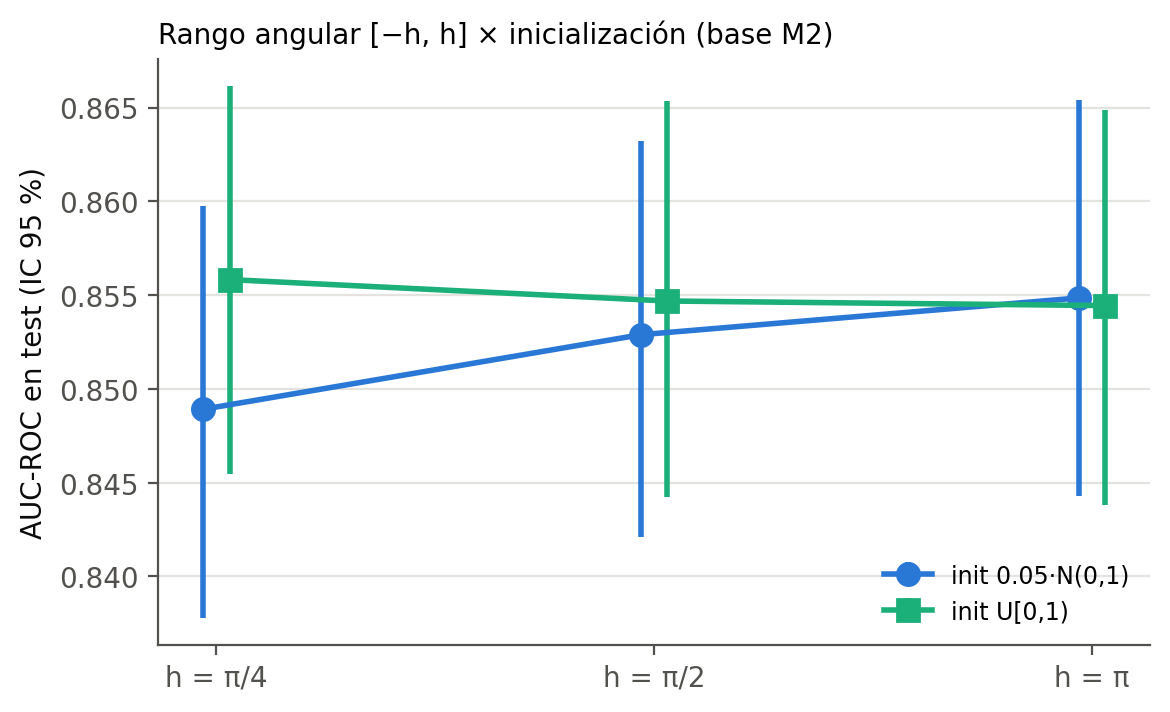 Rango angular [−h, h] × inicialización (base M2)
AUC-ROC en test (IC 95 %)
0.865
0.860
0.855
0.850
0.845
0.840
init 0.05·N(0,1)
init U[0,1)
h = π/4
h = π/2
h = π